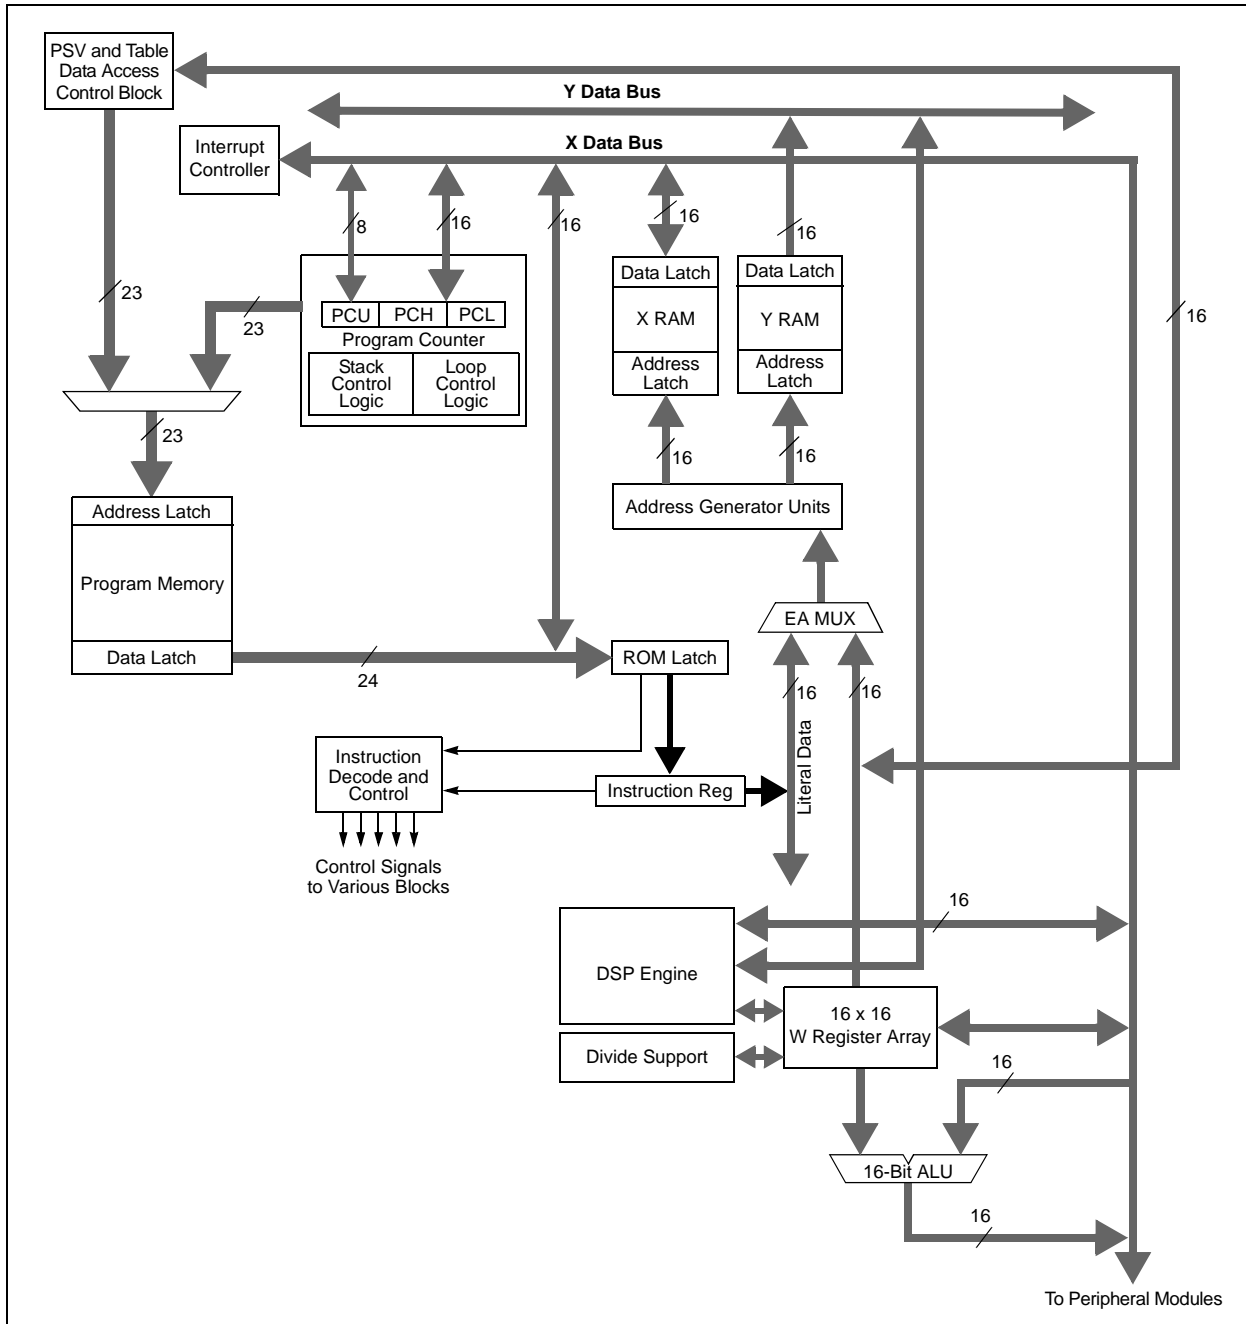 PSV and Table
Data Access
Control Block
Y Data Bus
Interrupt
Controller
X Data Bus
8
16
16
16
16
23
23
16
PCU
PCH
PCL
Program Counter
Stack
Control
Logic
Loop
Control
Logic
Data Latch
X RAM
Address
Latch
Data Latch
Y RAM
Address
Latch
23
16
16
Address Latch
Program Memory
Data Latch
Address Generator Units
EA MUX
24
ROM Latch
16
16
Literal Data
Instruction
Decode and
Control
Instruction Reg
Control Signals
to Various Blocks
16
DSP Engine
16 x 16
W Register Array
Divide Support
16
16-Bit ALU
16
To Peripheral Modules